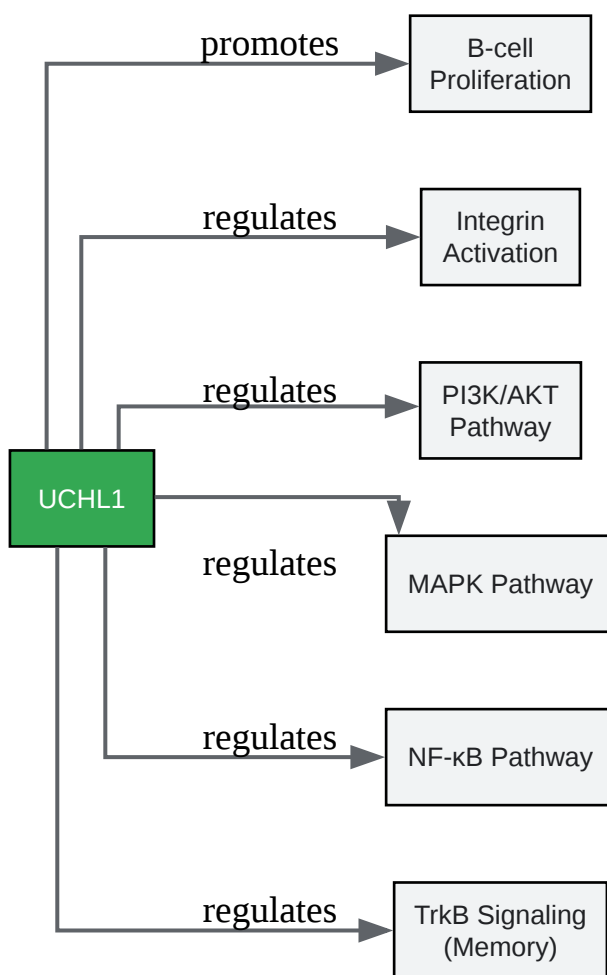 promotes
B-cell
Proliferation
regulates
Integrin
Activation
regulates
PI3K/AKT
Pathway
UCHL1
regulates
MAPK Pathway
regulates
NF-κB Pathway
regulates
TrkB Signaling
(Memory)